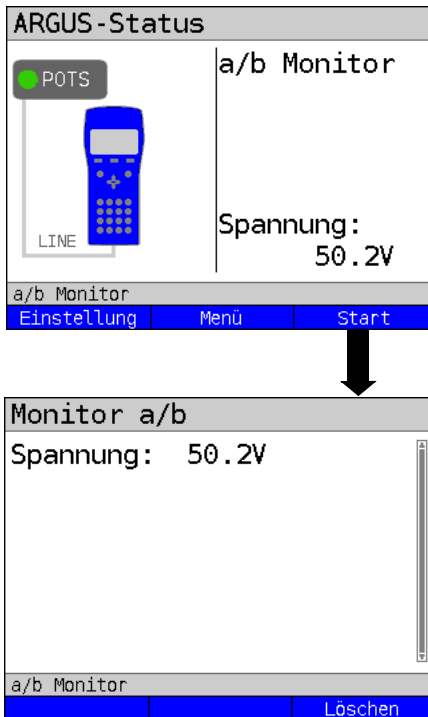 ARGUS-Status
POTS
LINE
a/b Monitor
Spannung:
50.2V
a/b Monitor
Einstellung Menü Start
Monitor a/b
Spannung: 50.2V
a/b Monitor
Löschen